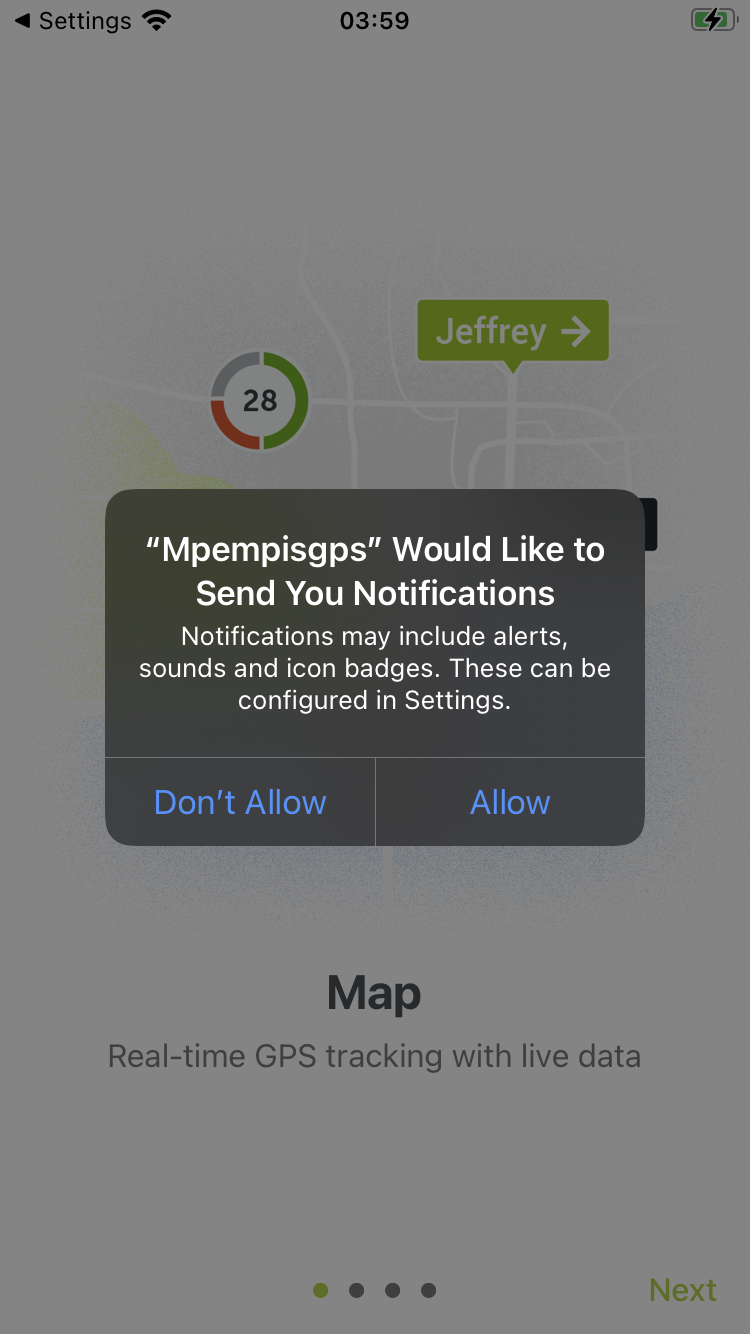 Settings
03:59
Jeffrey →
28
“Mpempisgps” Would Like to
Send You Notifications
Notifications may include alerts,
sounds and icon badges. These can be
configured in Settings.
Don’t Allow
Allow
Map
Real-time GPS tracking with live data
Next